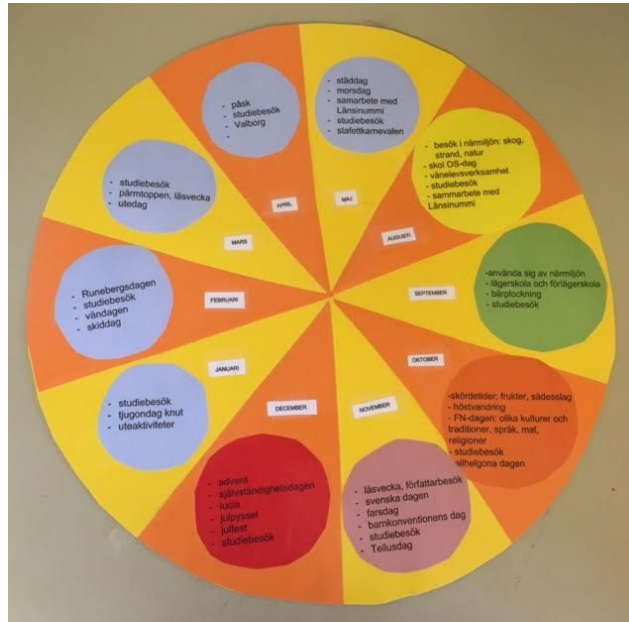 - städdag
- morsdag
- samarbete med
Länsinummi
- studiebesök
- stafettkarnevalen
MAJ
- besök i närmiljön: skog,
strand, natur
- skol OS-dag
- vänelevsverksamhet
- studiebesök
- sammarbete med
Länsinummi
AUGUSTI
-använda sig av närmiljön
- lägerskola och förlägerskola
- bärplockning
- studiebesök
SEPTEMBER
-skördetider; frukter, sädesslag
- höstvandring
- FN-dagen: olika kulturer och
traditioner, språk, mat,
religioner
- studiebesök
allhelgona dagen
OKTOBER
- läsvecka, författarbesök
- svenska dagen
- farsdag
- barnkonventionens dag
- studiebesök
- Tellusdag
NOVEMBER
- advent
- självständighetsdagen
- lucia
- julpyssel
- julfest
- studiebesök
DECEMBER
- studiebesök
- tjugondag knut
- uteaktiviteter
JANUARI
- Runebergsdagen
- studiebesök
- vändagen
- skiddag
FEBRUARI
- studiebesök
- pärmtoppen, läsvecka
- utedag
MARS
- påsk
- studiebesök
- Valborg
-
APRIL